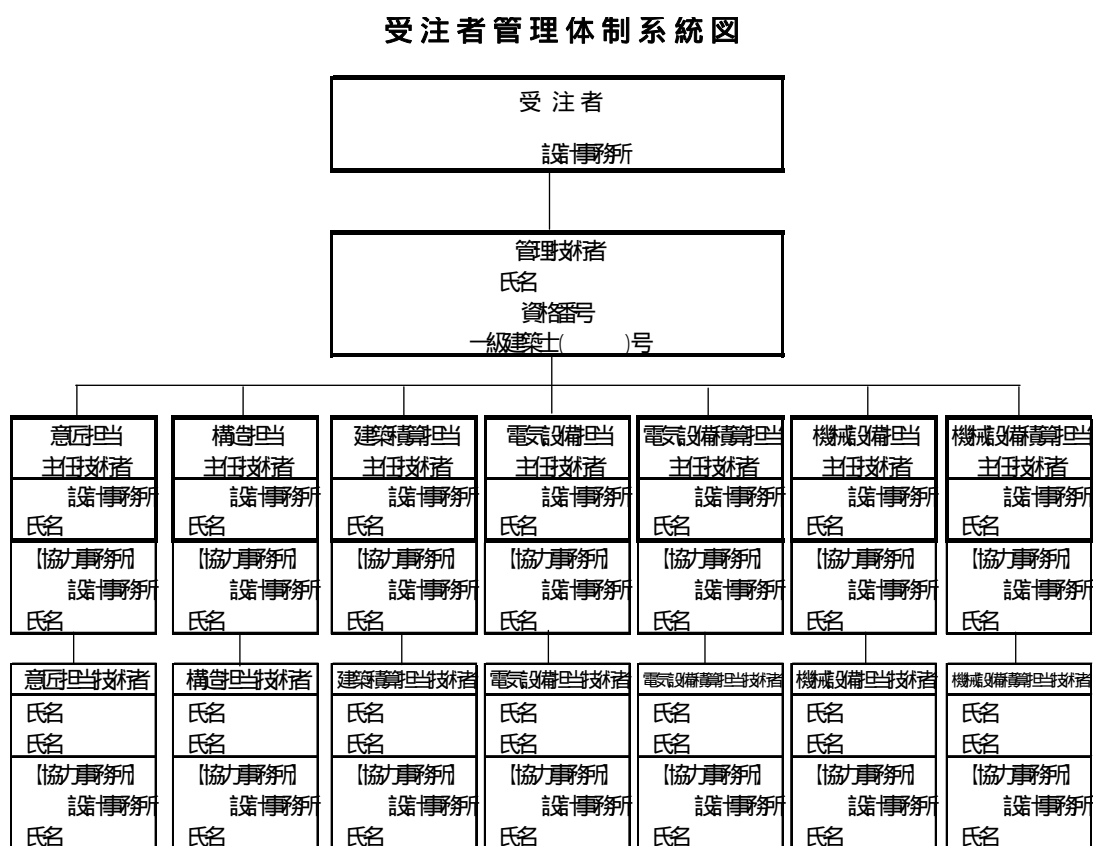 受注者管理体制系統図
受注者
設計事務所
管理技術者
氏名
資格番号
一級建築士( )号
意匠担当 構造担当 建築積算担当 電気設備担当 電気設備積算担当 機械設備担当 機械設備積算担当
主任技術者 主任技術者 主任技術者 主任技術者 主任技術者 主任技術者 主任技術者
設計事務所 設計事務所 設計事務所 設計事務所 設計事務所 設計事務所 設計事務所
氏名 氏名 氏名 氏名 氏名 氏名 氏名
【協力事務所】 【協力事務所】 【協力事務所】 【協力事務所】 【協力事務所】 【協力事務所】 【協力事務所】
設計事務所 設計事務所 設計事務所 設計事務所 設計事務所 設計事務所 設計事務所
氏名 氏名 氏名 氏名 氏名 氏名 氏名
意匠担当技術者 構造担当技術者 建築積算担当技術者 電気設備担当技術者 電気設備積算担当技術者 機械設備担当技術者 機械設備積算担当技術者
氏名 氏名 氏名 氏名 氏名 氏名 氏名
氏名 氏名 氏名 氏名 氏名 氏名 氏名
【協力事務所】 【協力事務所】 【協力事務所】 【協力事務所】 【協力事務所】 【協力事務所】 【協力事務所】
設計事務所 設計事務所 設計事務所 設計事務所 設計事務所 設計事務所 設計事務所
氏名 氏名 氏名 氏名 氏名 氏名 氏名